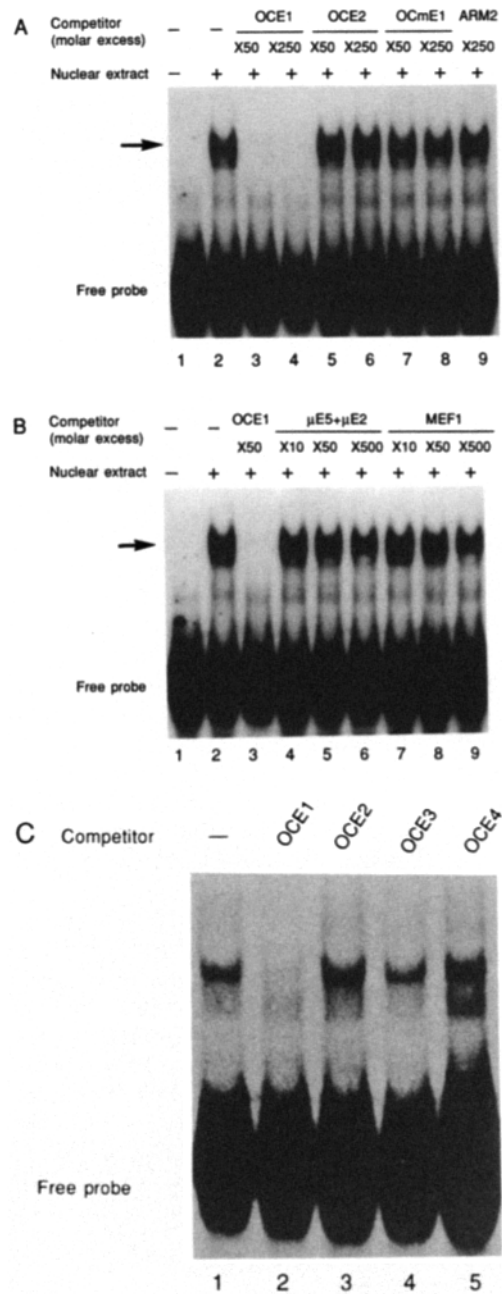 A
Competitor (molar excess) – – OCE1 OCE2 OCmE1 ARM2
X50 X250 X50 X250 X50 X250 X250
Nuclear extract – + + + + + + + +
Free probe
1 2 3 4 5 6 7 8 9
B
Competitor (molar excess) – – OCE1 μE5+μE2 MEF1
X50 X10 X50 X500 X10 X50 X500
Nuclear extract – + + + + + + + +
Free probe
1 2 3 4 5 6 7 8 9
C Competitor – OCE1 OCE2 OCE3 OCE4
Free probe
1 2 3 4 5